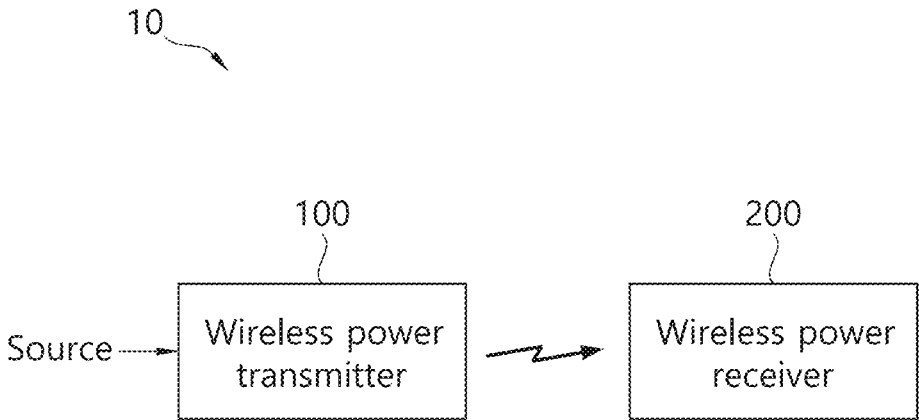 10
100
200
Source
Wireless power
transmitter
Wireless power
receiver